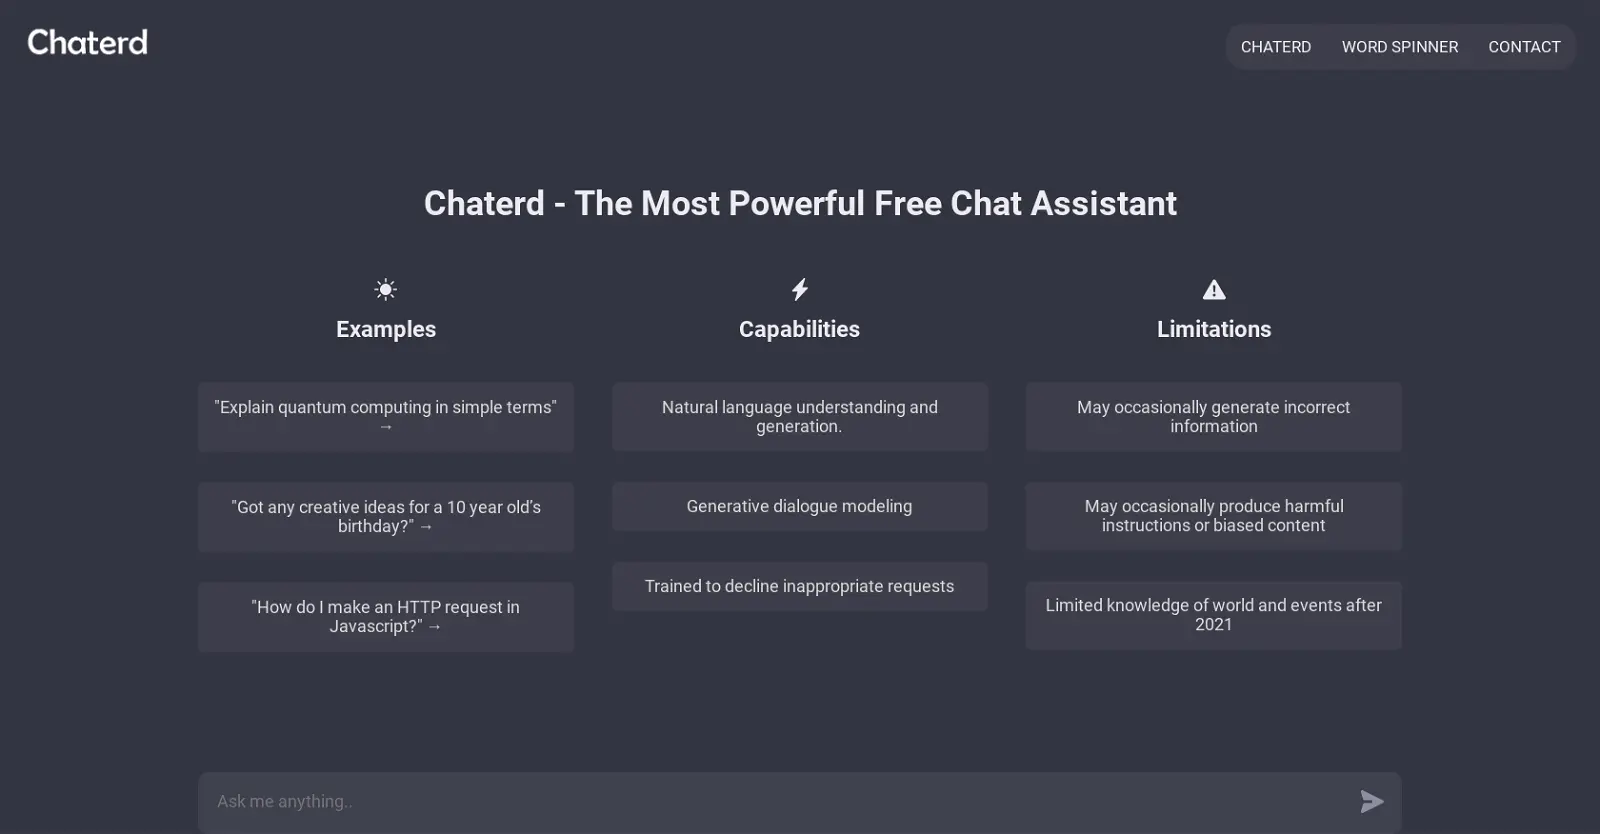 Chaterd
CHATERD WORD SPINNER CONTACT
Chaterd - The Most Powerful Free Chat Assistant
Examples
"Explain quantum computing in simple terms"
→
"Got any creative ideas for a 10 year old's
birthday?" →
"How do I make an HTTP request in
Javascript?" →
Capabilities
Natural language understanding and
generation.
Generative dialogue modeling
Trained to decline inappropriate requests
Limitations
May occasionally generate incorrect
information
May occasionally produce harmful
instructions or biased content
Limited knowledge of world and events after
2021
Ask me anything..